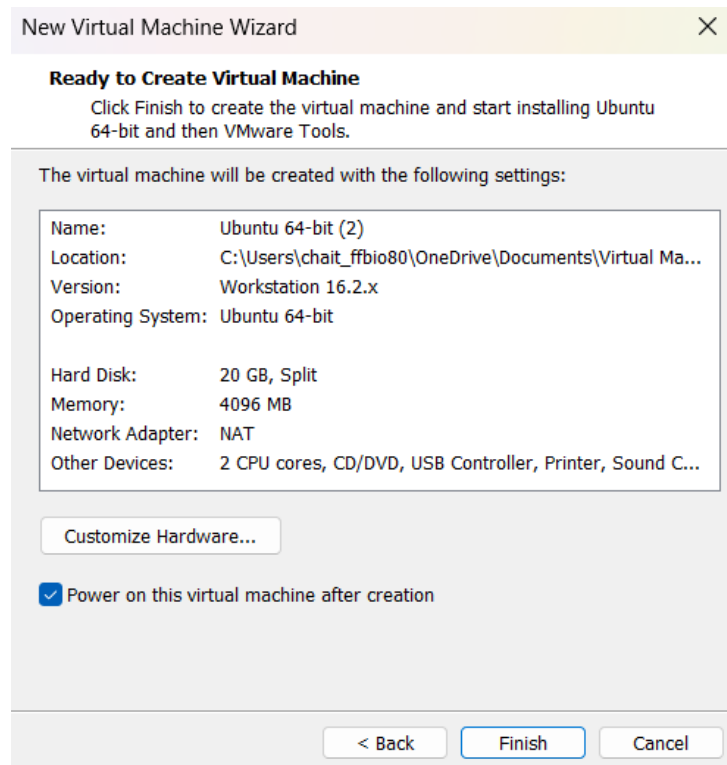 New Virtual Machine Wizard
Ready to Create Virtual Machine
Click Finish to create the virtual machine and start installing Ubuntu
64-bit and then VMware Tools.
The virtual machine will be created with the following settings:
Name: Ubuntu 64-bit (2)
Location: C:\Users\chait_ffbio80\OneDrive\Documents\Virtual Ma...
Version: Workstation 16.2.x
Operating System: Ubuntu 64-bit
Hard Disk: 20 GB, Split
Memory: 4096 MB
Network Adapter: NAT
Other Devices: 2 CPU cores, CD/DVD, USB Controller, Printer, Sound C...
Customize Hardware...
Power on this virtual machine after creation
< Back Finish Cancel